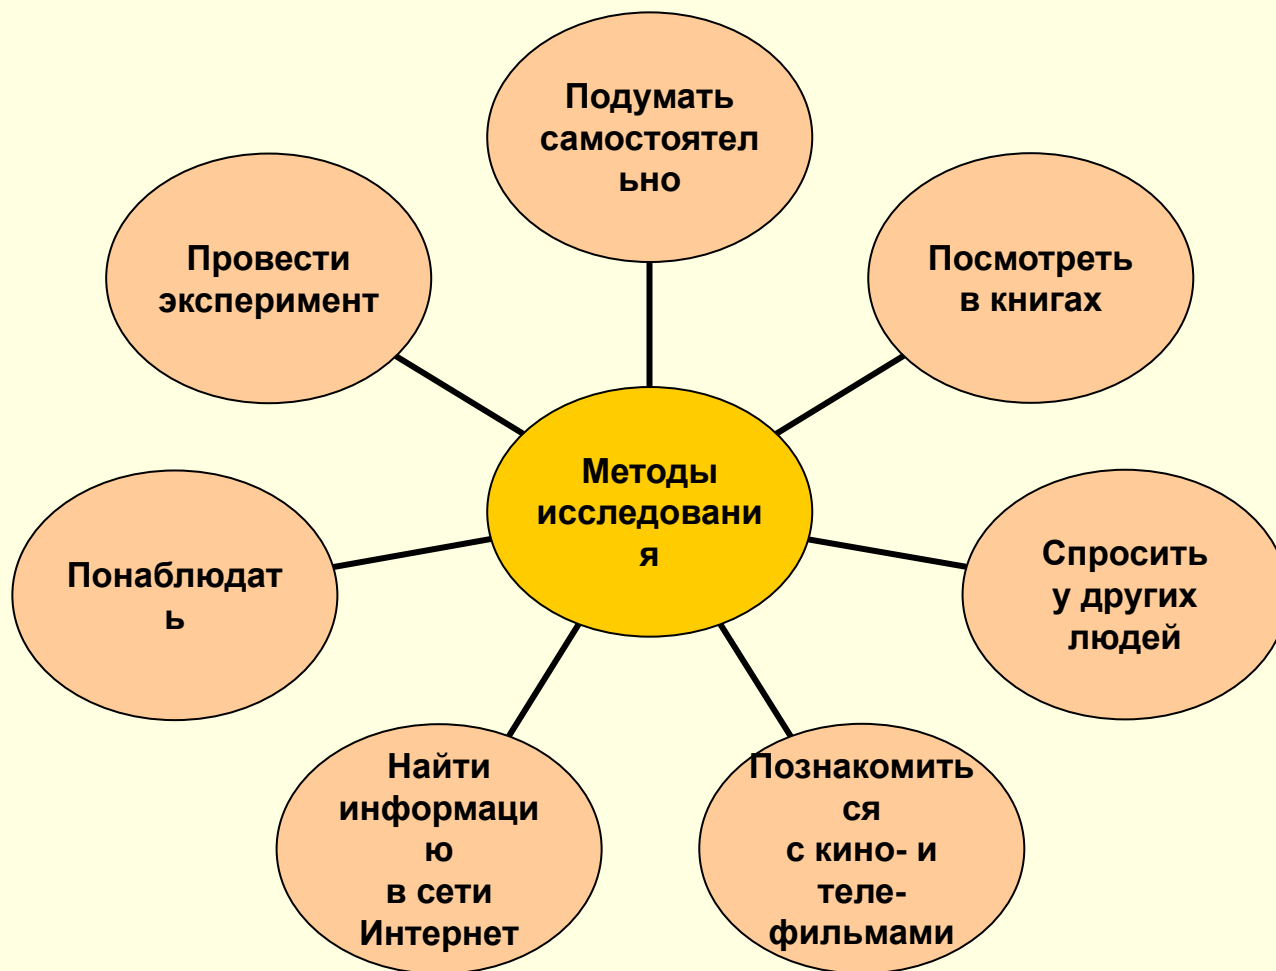 Подумать
самостоятел
ьно
Провести
эксперимент
Посмотреть
в книгах
Методы
исследовани
я
Понаблюдат
ь
Спросить
у других
людей
Найти
информаци
ю
в сети
Интернет
Познакомить
ся
с кино- и
теле-
фильмами